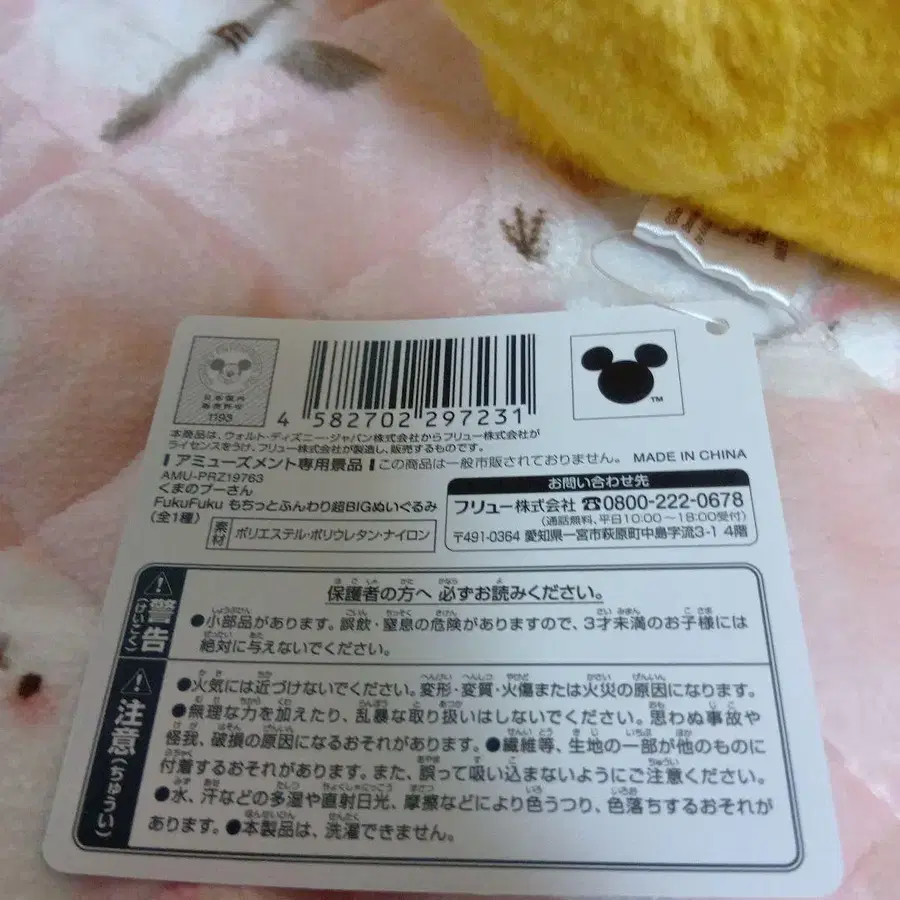 日本国内
販売許可
1193
4 582702 297231
TM
本商品は、ウォルト・ディズニー・ジャパン株式会社からフリュー株式会社が
ライセンスをうけ、フリュー株式会社が製造し、販売するものです。
アミューズメント専用景品 この商品は一般市販されておりません。 MADE IN CHINA
AMU-PRZ19763
くまのプーさん
FukuFuku もちっとふんわり超BIGぬいぐるみ
(全1種)
素材 ポリエステル・ポリウレタン・ナイロン
お問い合わせ先
フリュー株式会社 ☎0800-222-0678
(通話無料、平日10:00~18:00受付)
〒491-0364 愛知県一宮市萩原町中島字流3-1 4階
警告(けいこく)
保護者の方へ 必ずお読みください。
●小部品があります。誤飲・窒息の危険がありますので、3才未満のお子様には
絶対に与えないでください。
注意(ちゅうい)
●火気には近づけないでください。変形・変質・火傷または火災の原因になります。
●無理な力を加えたり、乱暴な取り扱いはしないでください。思わぬ事故や
怪我、破損の原因になるおそれがあります。●繊維等、生地の一部が他のものに
付着するおそれがあります。また、誤って吸い込まないようにご注意ください。
●水、汗などの多湿や直射日光、摩擦などにより色うつり、色落ちするおそれが
あります。●本製品は、洗濯できません。